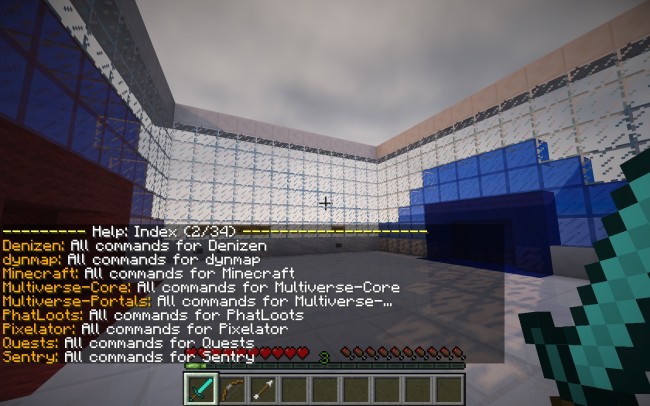 --------- Help: Index (2/34) --------------------
Denizen: All commands for Denizen
dynmap: All commands for dynmap
Minecraft: All commands for Minecraft
Multiverse-Core: All commands for Multiverse-Core
Multiverse-Portals: All commands for Multiverse-...
PhatLoots: All commands for PhatLoots
Pixelator: All commands for Pixelator
Quests: All commands for Quests
Sentry: All commands for Sentry
8